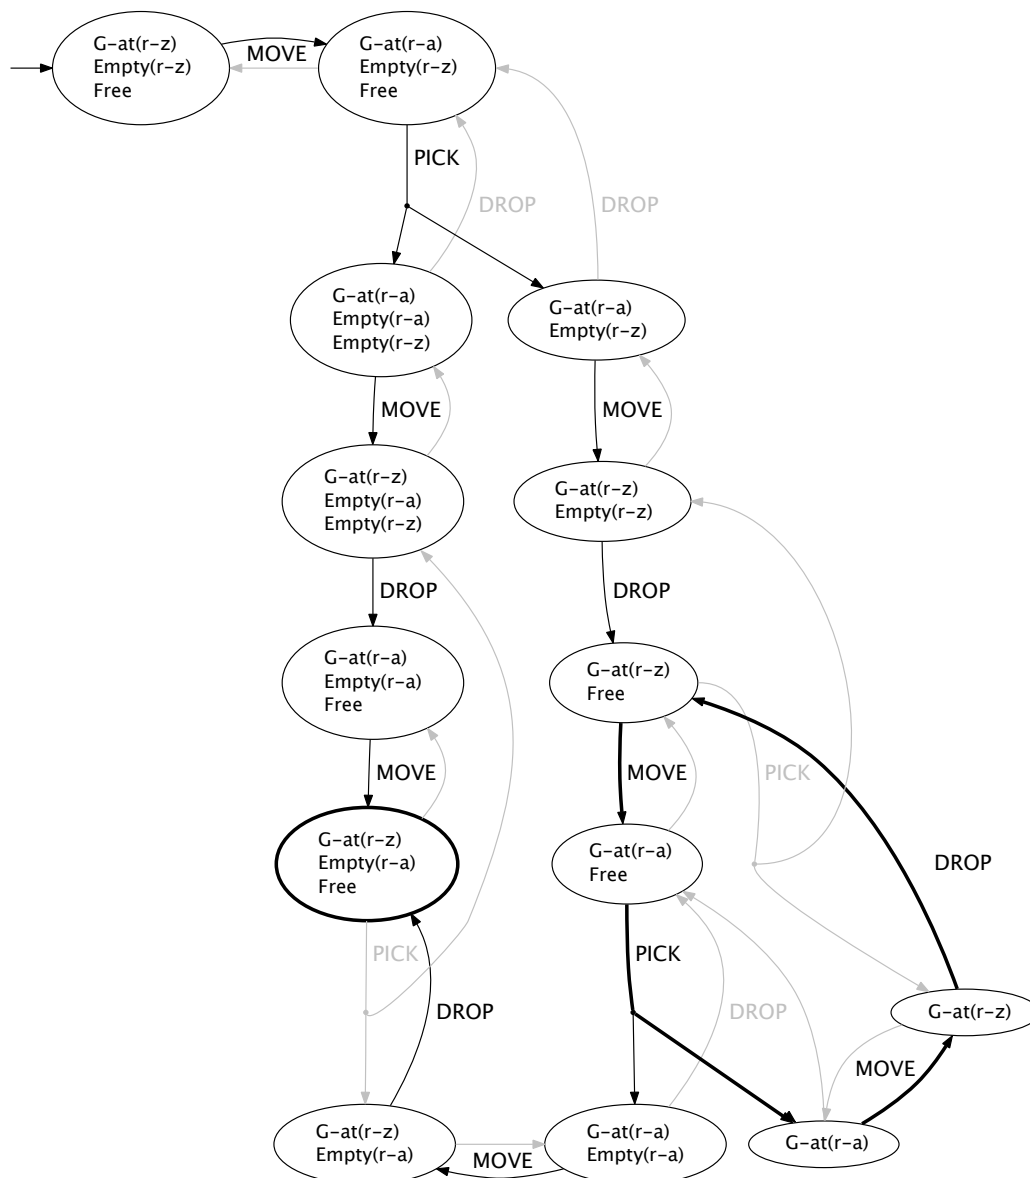 G-at(r-z)
Empty(r-z)
Free
MOVE
G-at(r-a)
Empty(r-z)
Free
PICK
DROP
DROP
G-at(r-a)
Empty(r-a)
Empty(r-z)
G-at(r-a)
Empty(r-z)
MOVE
MOVE
G-at(r-z)
Empty(r-a)
Empty(r-z)
G-at(r-z)
Empty(r-z)
DROP
DROP
G-at(r-a)
Empty(r-a)
Free
G-at(r-z)
Free
MOVE
MOVE
PICK
G-at(r-z)
Empty(r-a)
Free
G-at(r-a)
Free
DROP
PICK
PICK
DROP
DROP
G-at(r-z)
MOVE
G-at(r-z)
Empty(r-a)
MOVE
G-at(r-a)
Empty(r-a)
G-at(r-a)